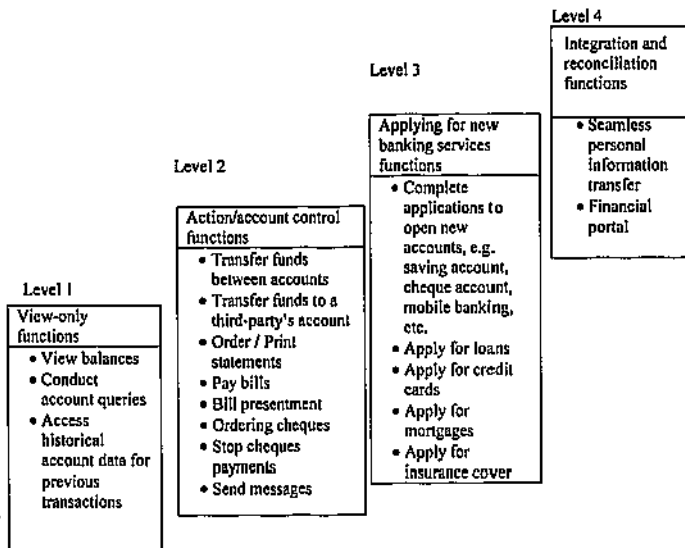 Level 1
View-only
functions
• View balances
• Conduct
account queries
• Access
historical
account data for
previous
transactions
Level 2
Action/account control
functions
• Transfer funds
between accounts
• Transfer funds to a
third-party's account
• Order / Print
statements
• Pay bills
• Bill presentment
• Ordering cheques
• Stop cheques
payments
• Send messages
Level 3
Applying for new
banking services
functions
• Complete
applications to
open new
accounts, e.g.
saving account,
cheque account,
mobile banking,
etc.
• Apply for loans
• Apply for credit
cards
• Apply for
mortgages
• Apply for
insurance cover
Level 4
Integration and
reconciliation
functions
• Seamless
personal
information
transfer
• Financial
portal